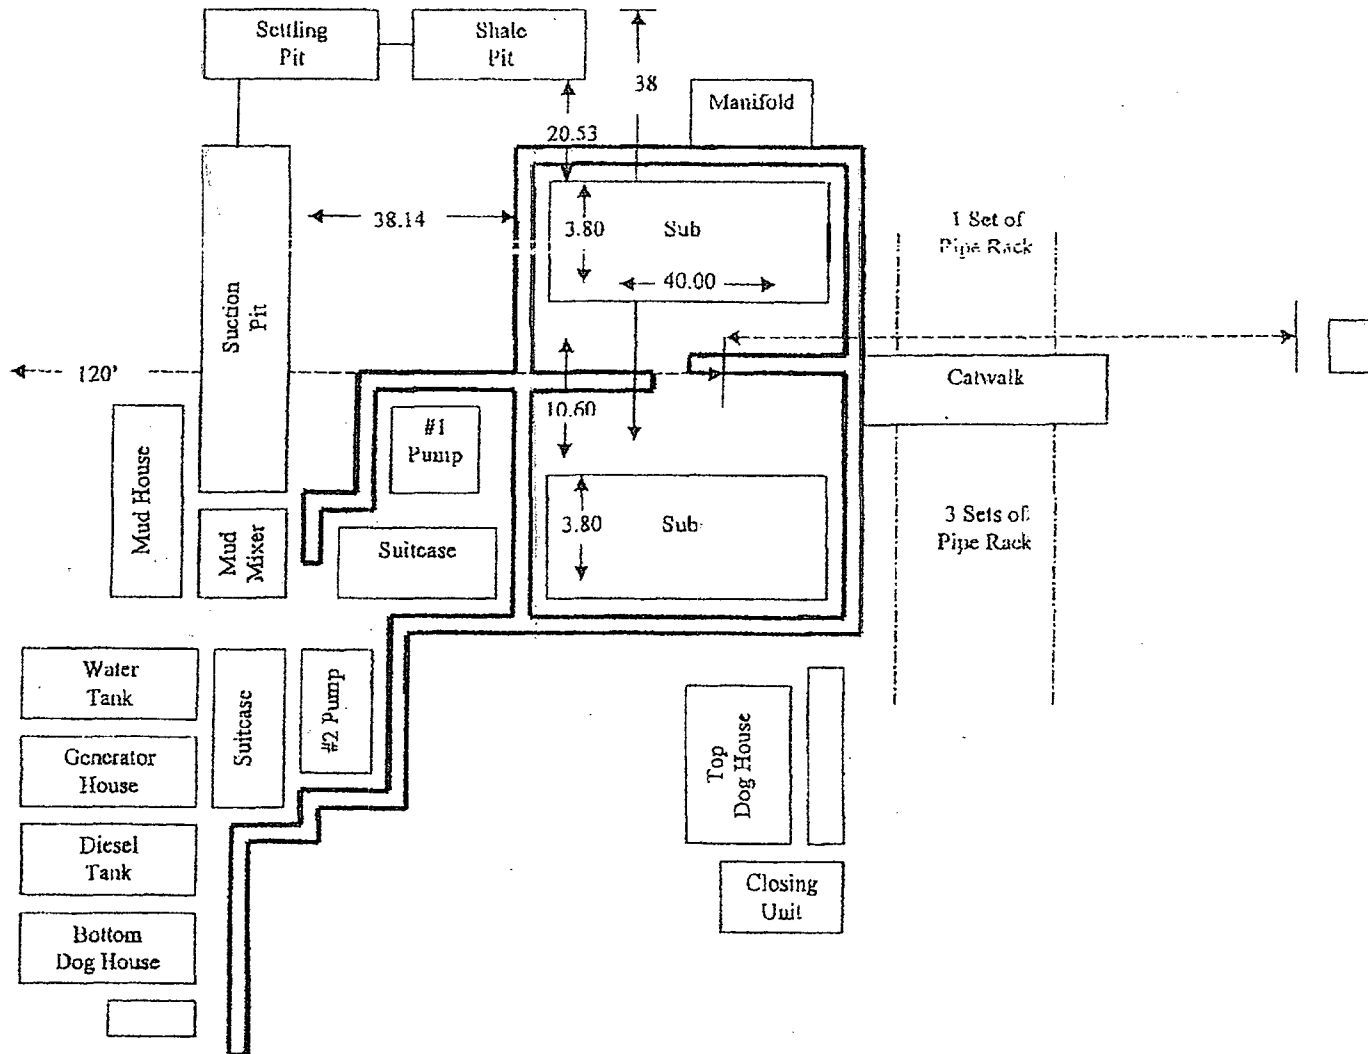 Settling
Pit
Shale
Pit
38
Manifold
20.53
38.14
3.80
Sub
40.00
1 Set of
Pipe Rack
Suction
Pit
120'
Catwalk
10.60
#1
Pump
Mud House
Mud
Mixer
Suitcase
3.80
Sub
3 Sets of
Pipe Rack
Water
Tank
Suitcase
#2 Pump
Generator
House
Top
Dog House
Diesel
Tank
Closing
Unit
Bottom
Dog House